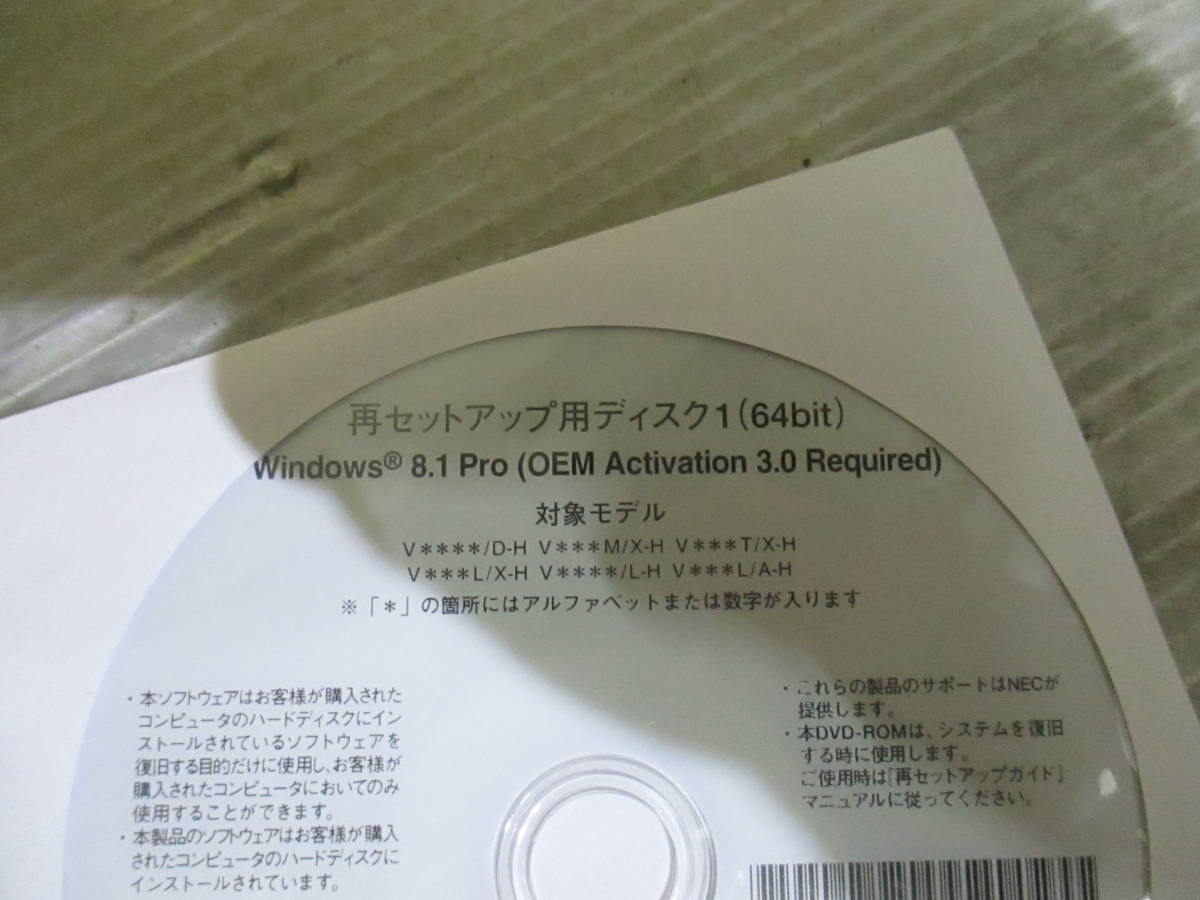 再セットアップ用ディスク1(64bit)
Windows® 8.1 Pro (OEM Activation 3.0 Required)
対象モデル
V****/D-H V***M/X-H V***T/X-H
V***L/X-H V****/L-H V***L/A-H
※「*」の箇所にはアルファベットまたは数字が入ります
・本ソフトウェアはお客様が購入された
コンピュータのハードディスクにイン
ストールされているソフトウェアを
復旧する目的だけに使用し、お客様が
購入されたコンピュータにおいてのみ
使用することができます。
・本製品のソフトウェアはお客様が購入
されたコンピュータのハードディスクに
インストールされています。
・これらの製品のサポートはNECが
提供します。
・本DVD-ROMは、システムを復旧
する時に使用します。
ご使用時は『再セットアップガイド』
マニュアルに従ってください。